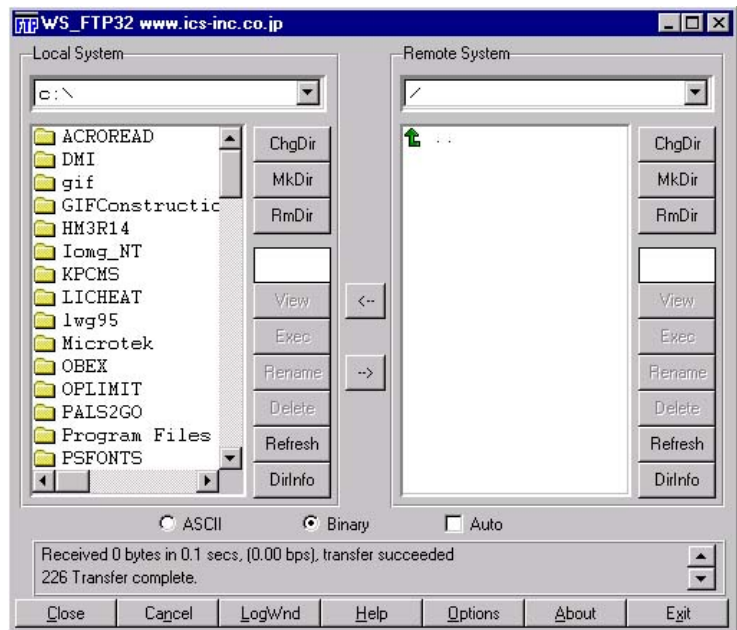 WS_FTP32 www.ics-inc.co.jp
Local System
c:\
ACROREAD
DMI
gif
GIFConstructic
HM3R14
Iomg_NT
KPCMS
LICHEAT
lwg95
Microtek
OBEX
OPLIMIT
PALS2GO
Program Files
PSFONTS
ChgDir
MkDir
RmDir
View
Exec
Rename
Delete
Refresh
DirInfo
<--
-->
Remote System
/
..
ChgDir
MkDir
RmDir
View
Exec
Rename
Delete
Refresh
DirInfo
ASCII
Binary
Auto
Received 0 bytes in 0.1 secs, (0.00 bps), transfer succeeded
226 Transfer complete.
Close
Cancel
LogWnd
Help
Options
About
Exit